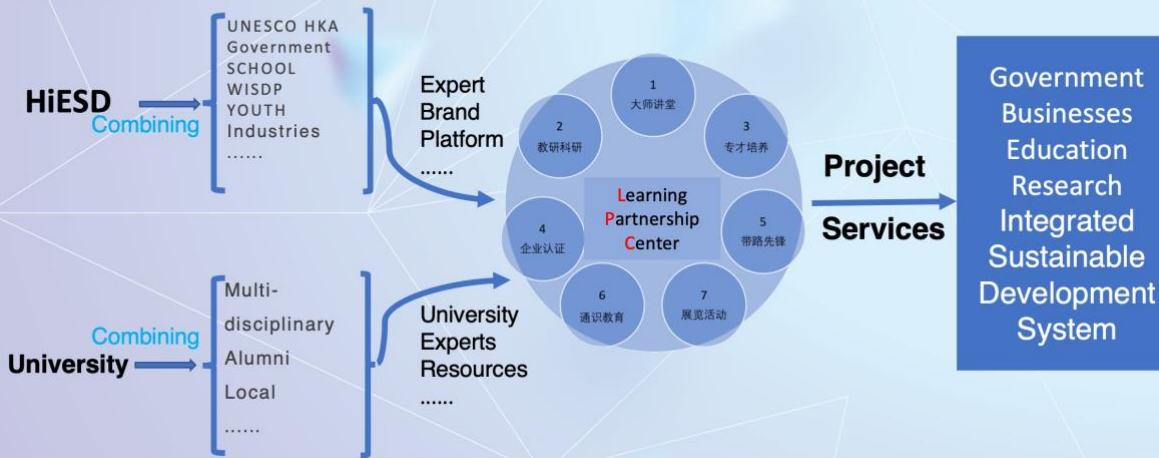 HiESD
Combining
UNESCO HKA
Government
SCHOOL
WISDP
YOUTH
Industries
......
Expert
Brand
Platform
......
University
Combining
Multi-
disciplinary
Alumni
Local
......
University
Experts
Resources
......
1
大师讲堂
2
教研科研
3
专才培养
Learning
Partnership
Center
4
企业认证
5
带路先锋
6
通识教育
7
展览活动
Project
Services
Government
Businesses
Education
Research
Integrated
Sustainable
Development
System